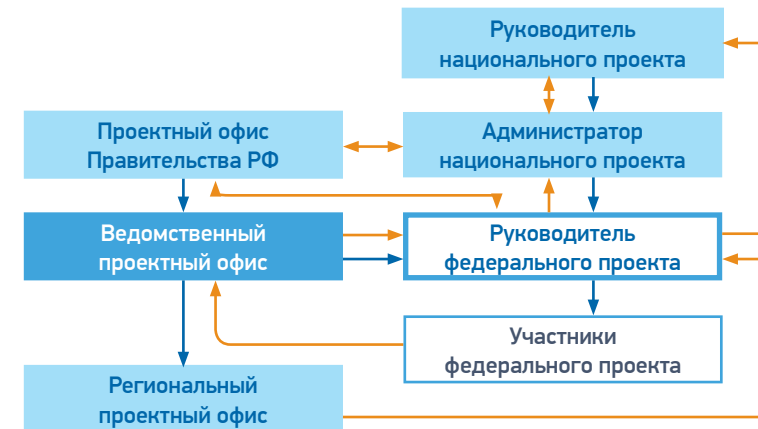 Руководитель
национального проекта
Проектный офис
Правительства РФ
Администратор
национального проекта
Ведомственный
проектный офис
Руководитель
федерального проекта
Участники
федерального проекта
Региональный
проектный офис